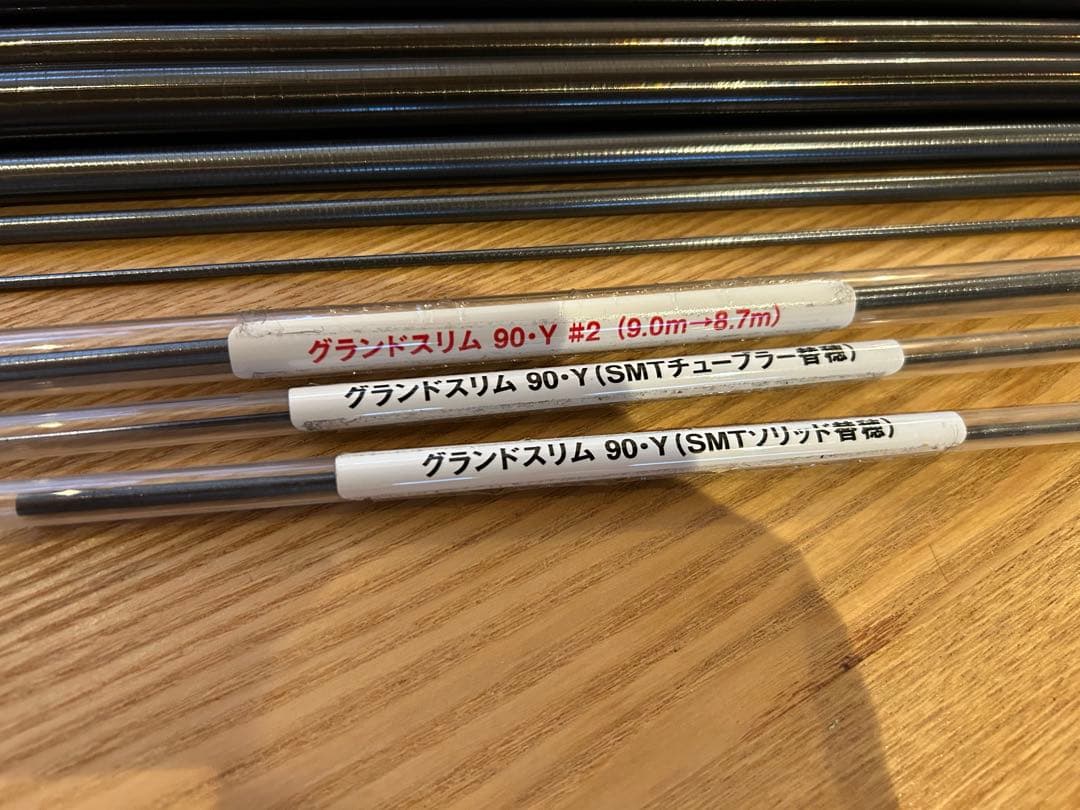 グランドスリム 90・Y #2 (9.0m→8.7m)
グランドスリム 90・Y(SMTチューブラー替穂)
グランドスリム 90・Y(SMTソリッド替穂)